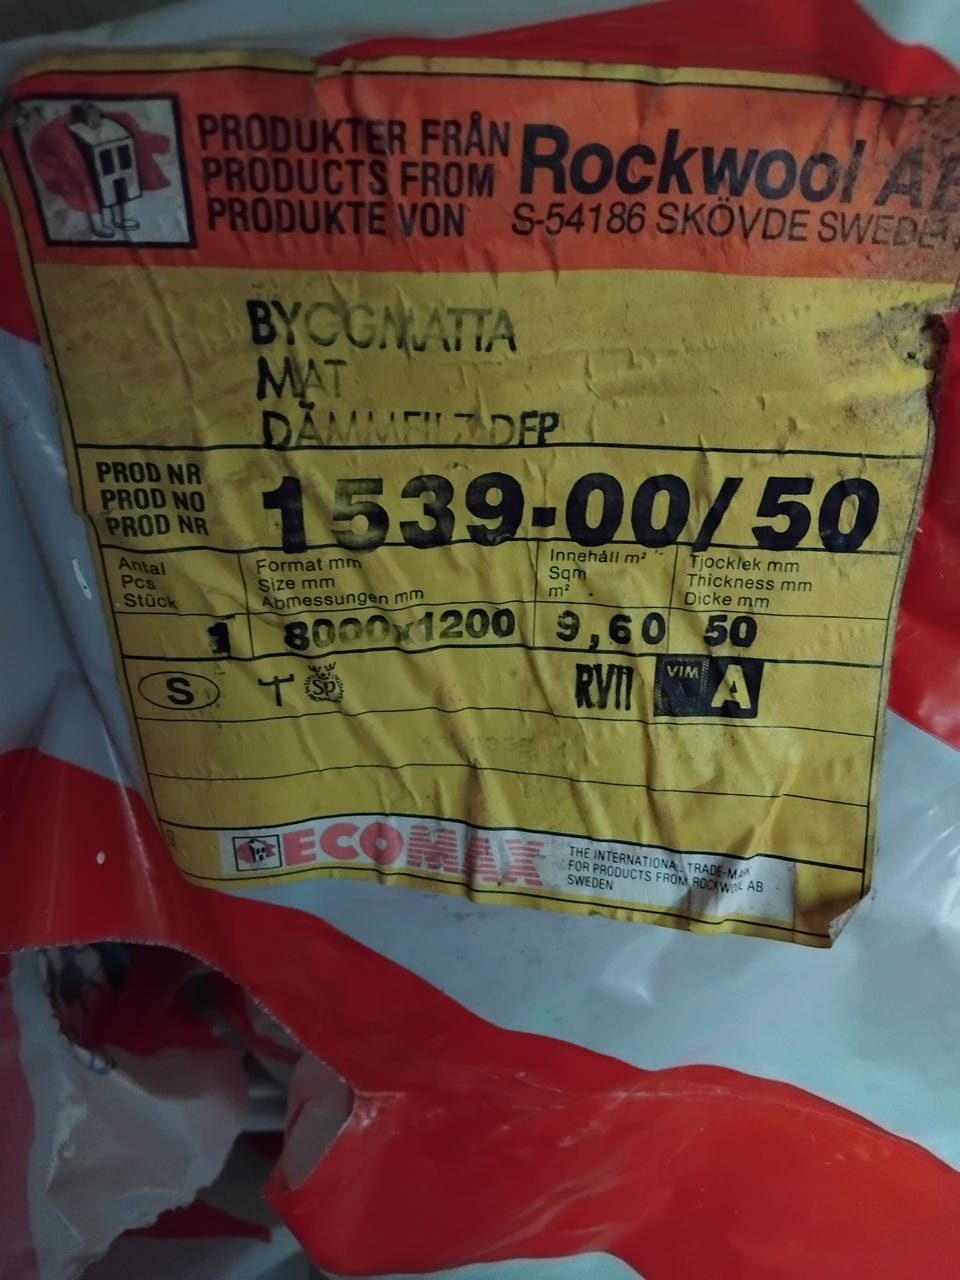 PRODUKTER FRÅN
PRODUCTS FROM
PRODUKTE VON
Rockwool AB
S-54186 SKÖVDE SWEDEN
BYGGMATTA
MAT
DÄMMFILZ DFP
PROD NR
PROD NO
PROD NR
1539-00/50
Antal
Pcs
Stück
Format mm
Size mm
Abmessungen mm
Innehåll m²
Sqm
m²
Tjocklek mm
Thickness mm
Dicke mm
1
8000x1200
9,60
50
S
T
SP
RVII
VIM
A
ECOMAX
THE INTERNATIONAL TRADE-MARK
FOR PRODUCTS FROM ROCKWOOL AB
SWEDEN